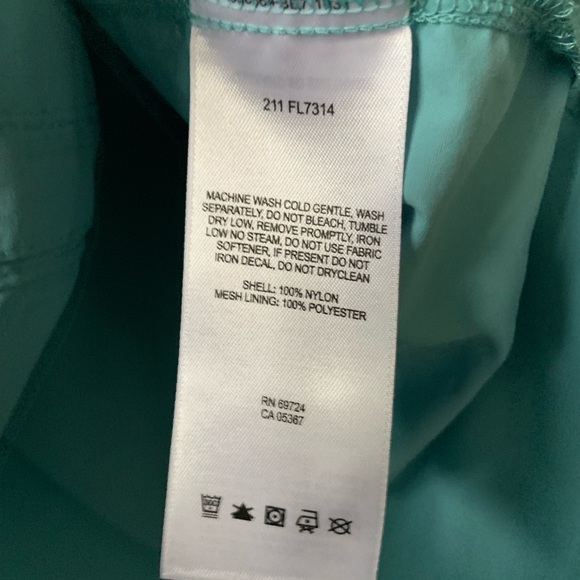 211 FL7314
MACHINE WASH COLD GENTLE, WASH
SEPARATELY, DO NOT BLEACH, TUMBLE
DRY LOW, REMOVE PROMPTLY, IRON
LOW NO STEAM, DO NOT USE FABRIC
SOFTENER, IF PRESENT DO NOT
IRON DECAL, DO NOT DRYCLEAN
SHELL: 100% NYLON
MESH LINING: 100% POLYESTER
RN 69724
CA 05367